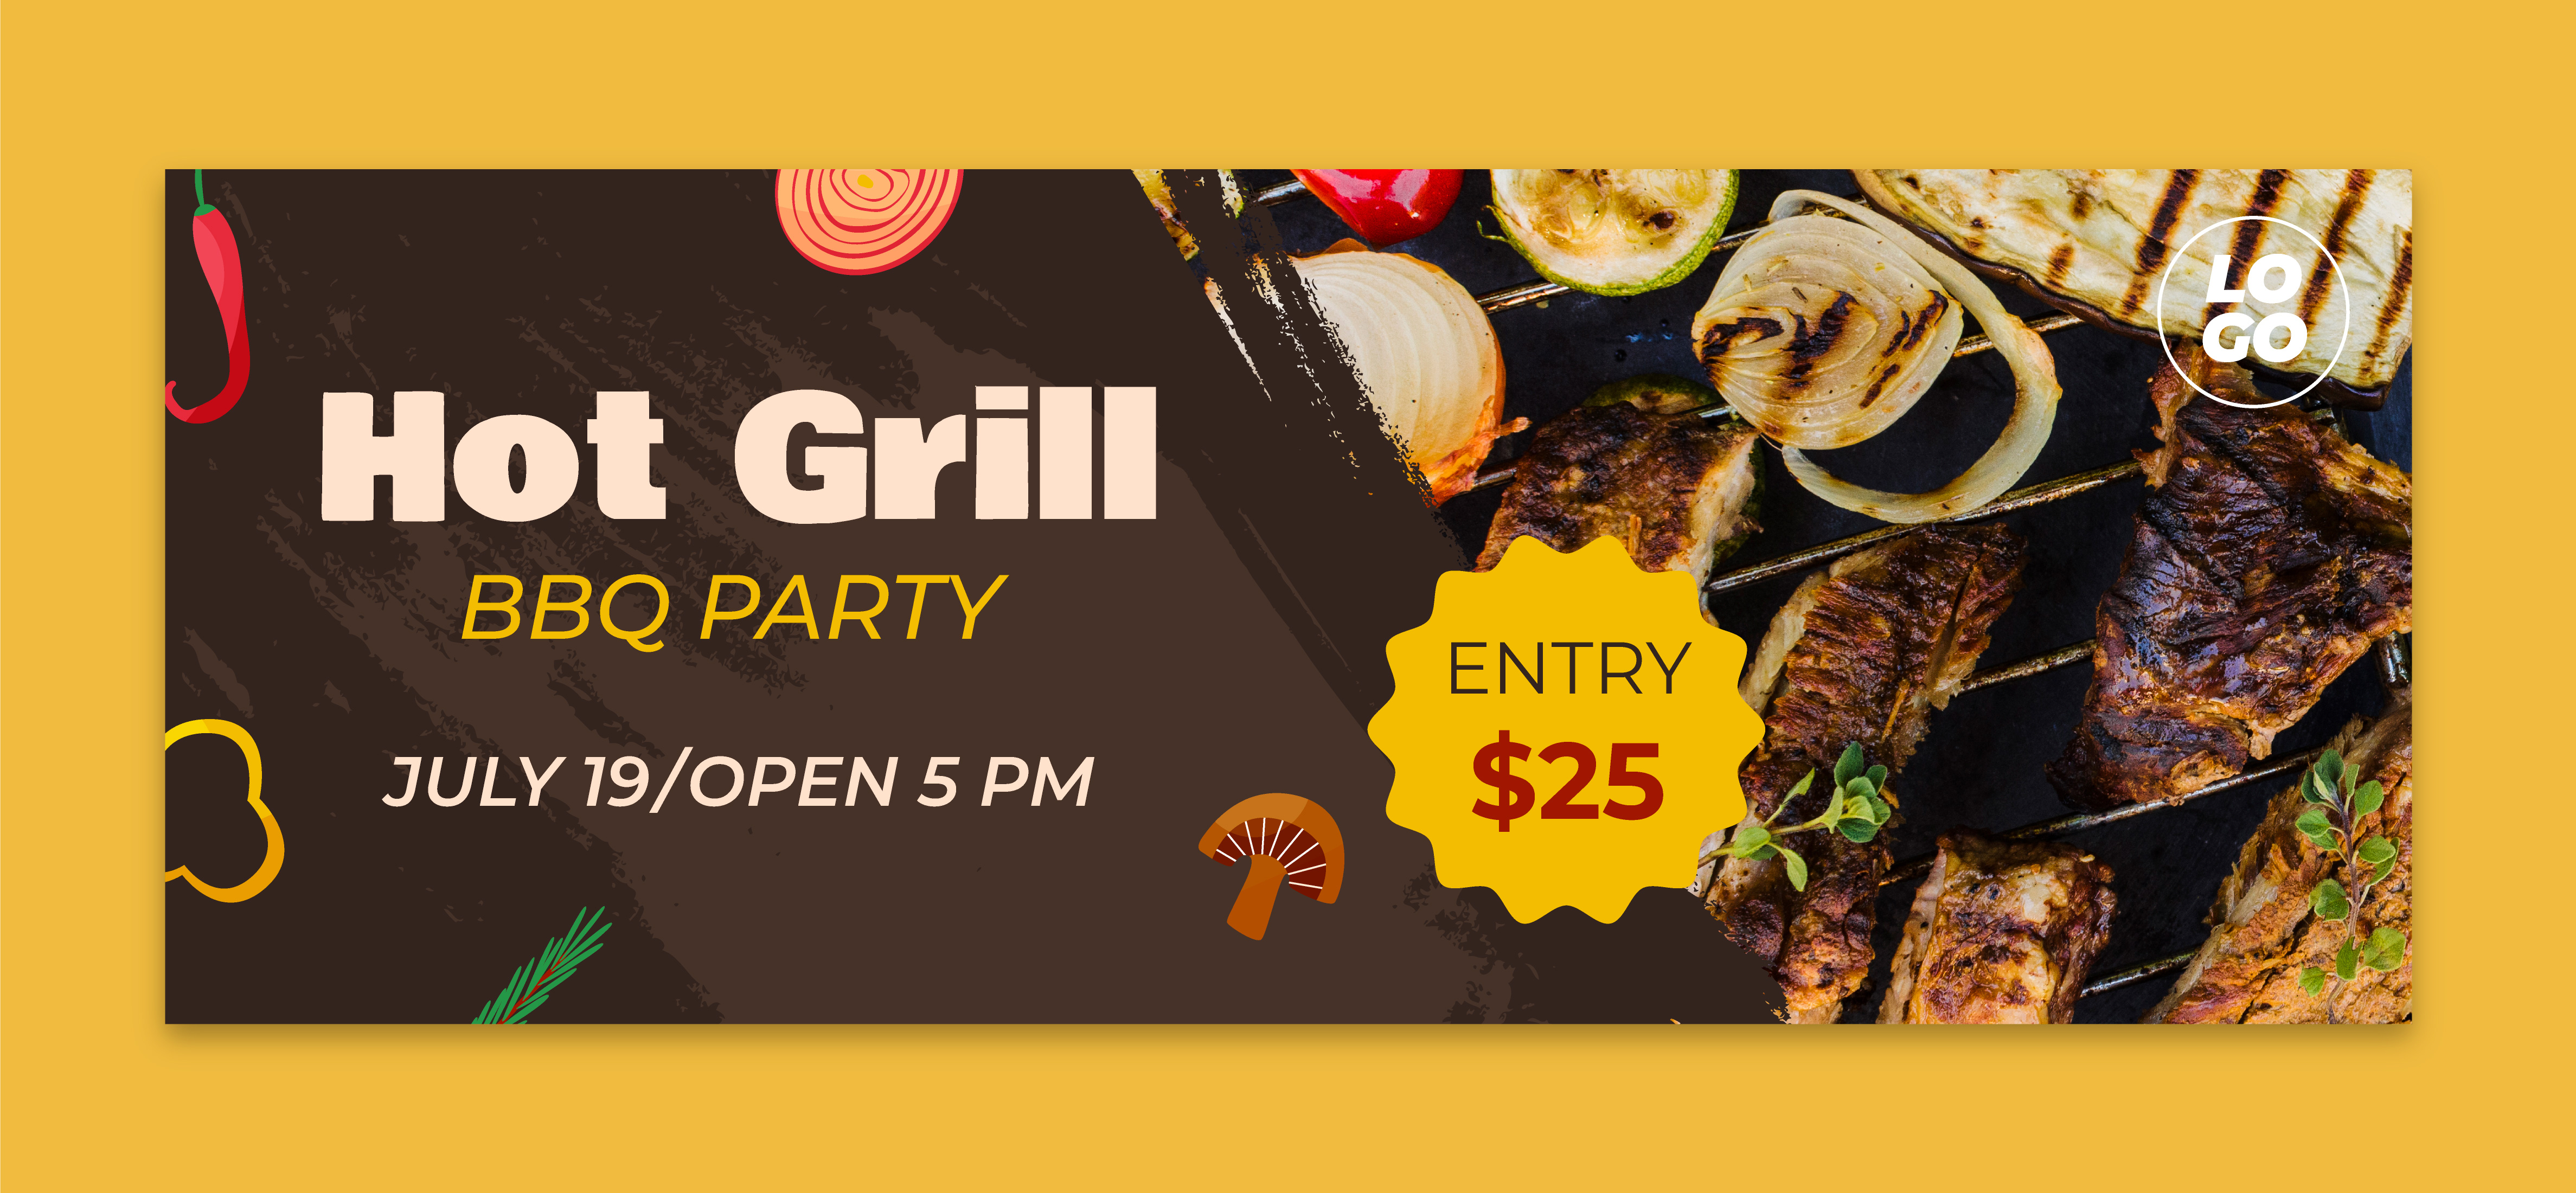 Hot Grill
BBQ PARTY
JULY 19/OPEN 5 PM
ENTRY
$25
LO
GO